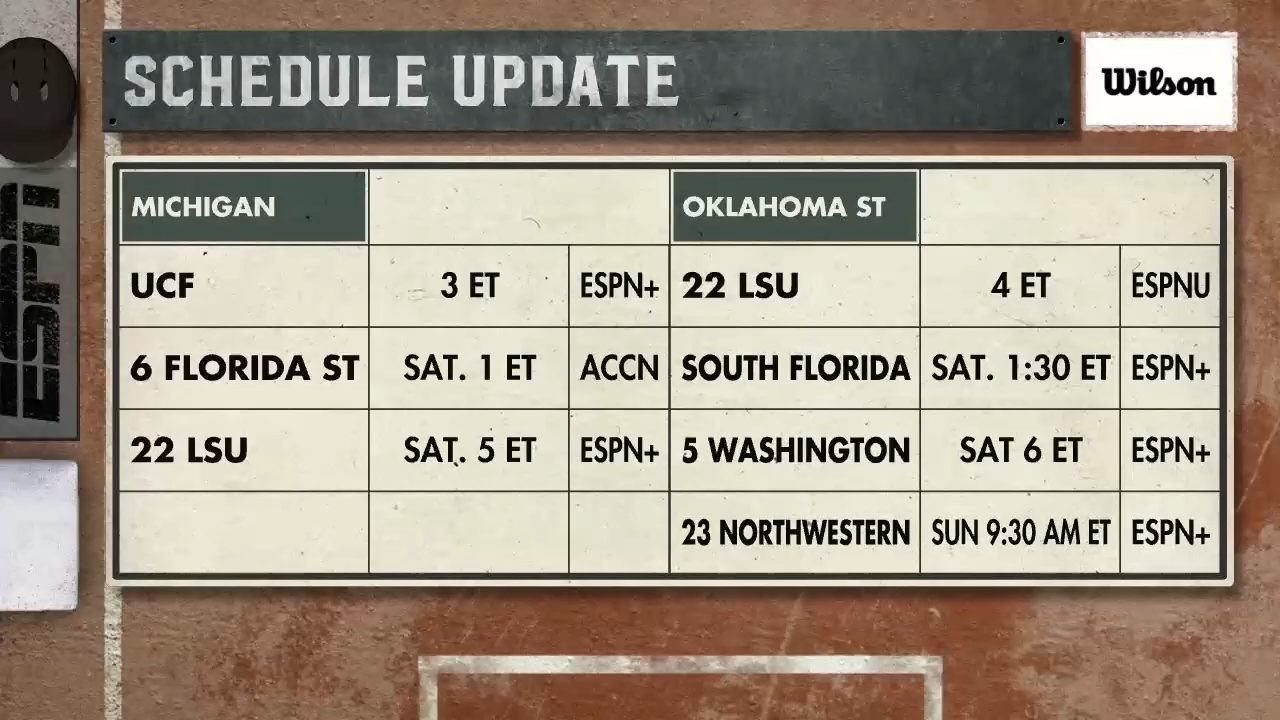 SCHEDULE UPDATE
Wilson
ESPN
MICHIGAN
OKLAHOMA ST
UCF 3 ET ESPN+ 22 LSU 4 ET ESPNU
6 FLORIDA ST SAT. 1 ET ACCN SOUTH FLORIDA SAT. 1:30 ET ESPN+
22 LSU SAT. 5 ET ESPN+ 5 WASHINGTON SAT 6 ET ESPN+
23 NORTHWESTERN SUN 9:30 AM ET ESPN+